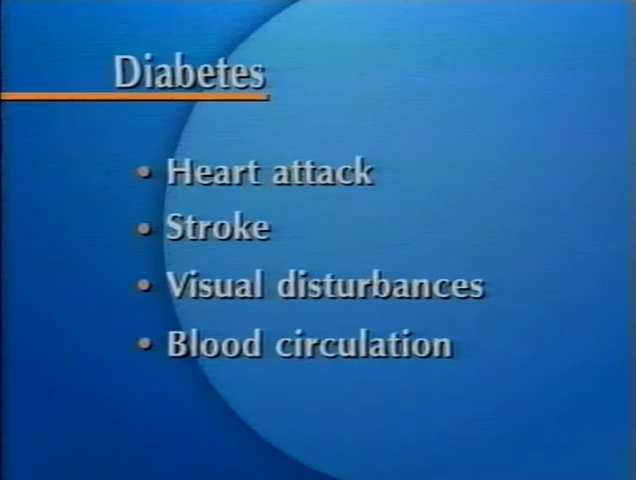 Diabetes
• Heart attack
• Stroke
• Visual disturbances
• Blood circulation